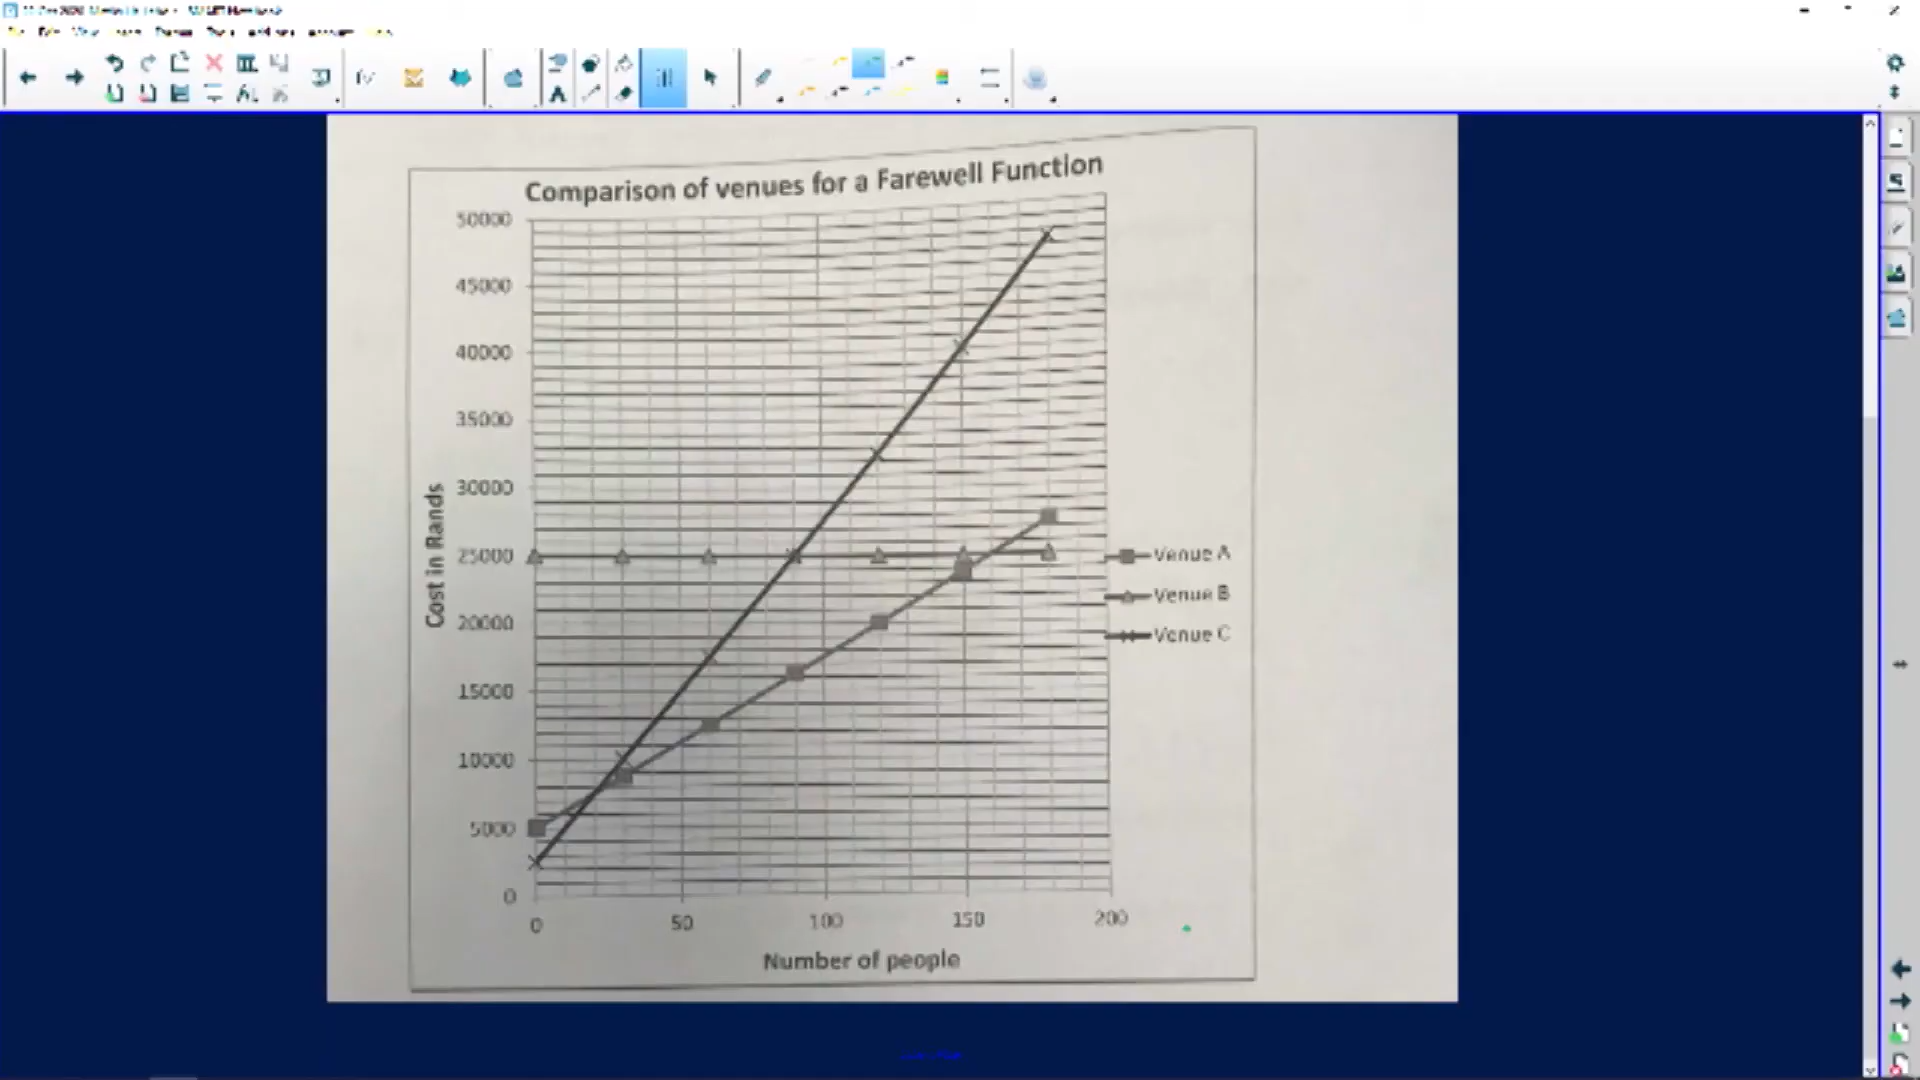 Comparison of venues for a Farewell Function
50000
45000
40000
35000
30000
25000
20000
15000
10000
5000
0
Cost in Rands
0 50 100 150 200
Number of people
Venue A
Venue B
Venue C